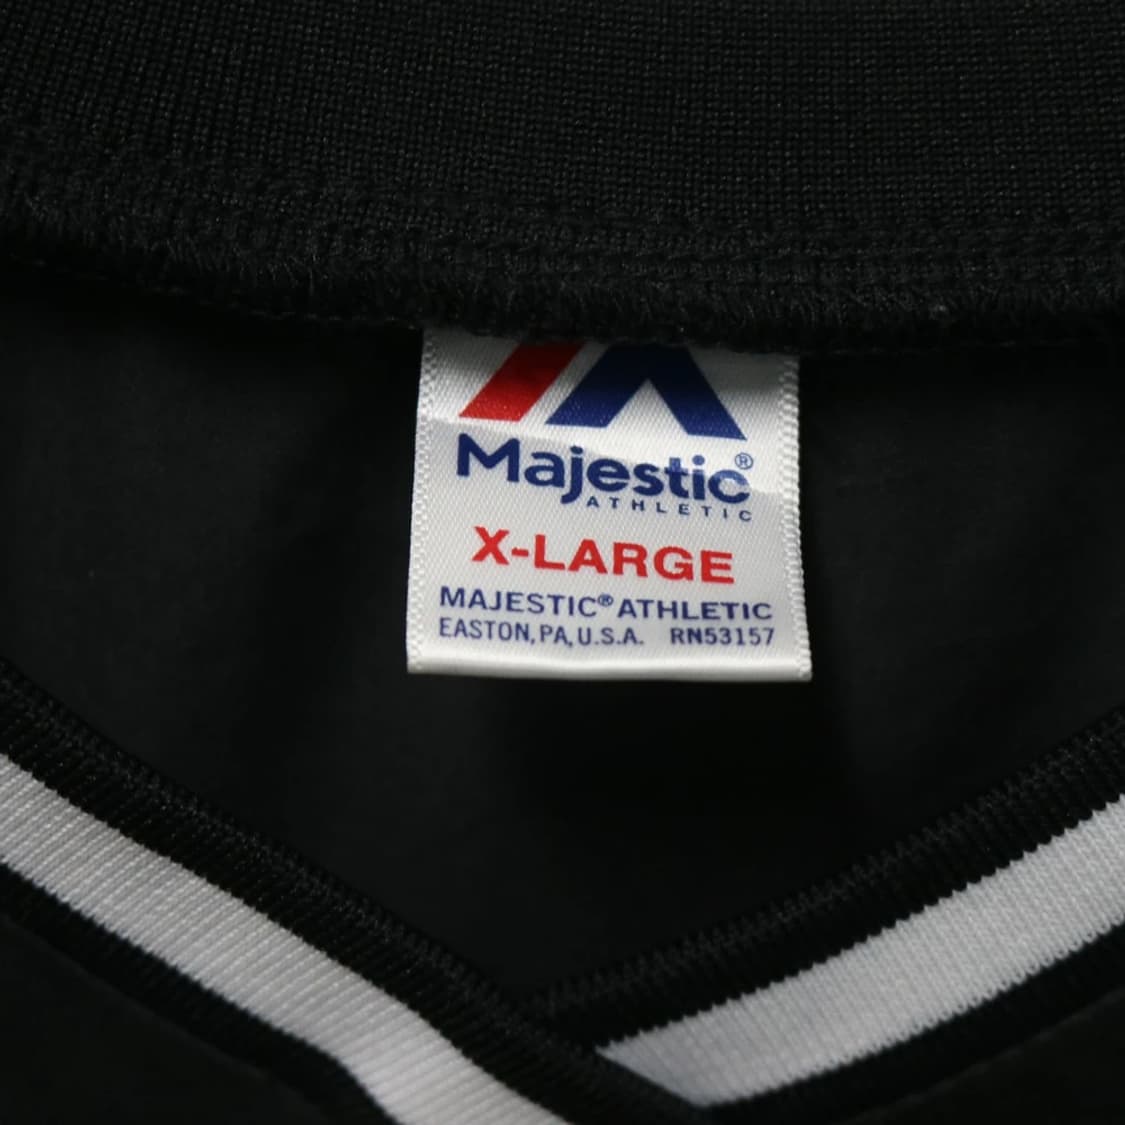 Majestic®
ATHLETIC
X-LARGE
MAJESTIC® ATHLETIC
EASTON, PA, U.S.A. RN53157